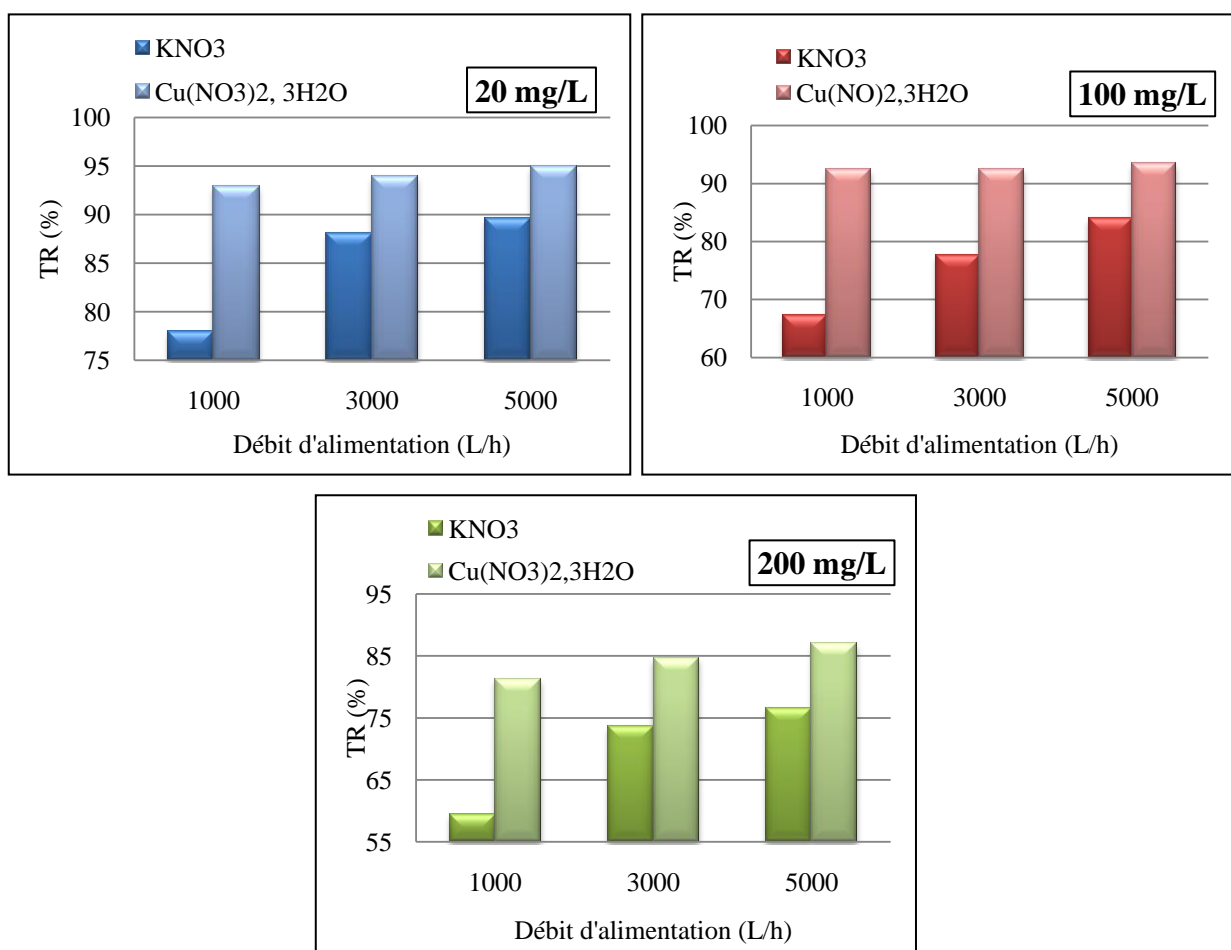 KNO3
Cu(NO3)2, 3H2O
20 mg/L
TR (%)
100
95
90
85
80
75
1000 3000 5000
Débit d'alimentation (L/h)
KNO3
Cu(NO)2,3H2O
100 mg/L
TR (%)
100
90
80
70
60
1000 3000 5000
Débit d'alimentation (L/h)
KNO3
Cu(NO3)2,3H2O
200 mg/L
TR (%)
95
85
75
65
55
1000 3000 5000
Débit d'alimentation (L/h)